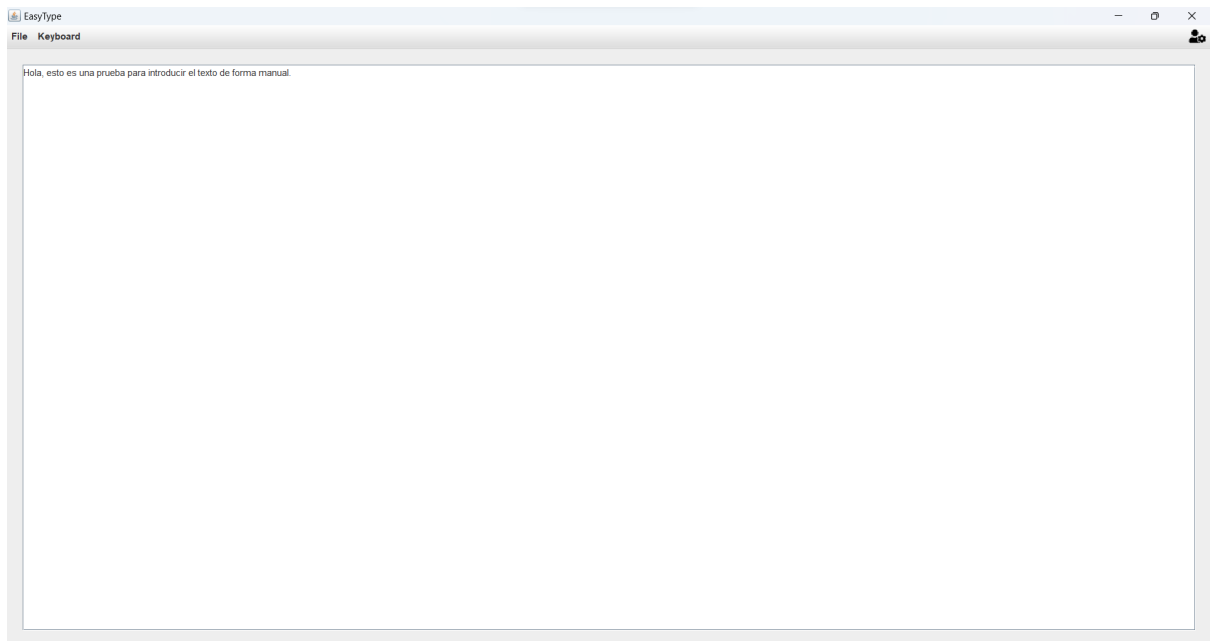 EasyType
File Keyboard
Hola, esto es una prueba para introducir el texto de forma manual.